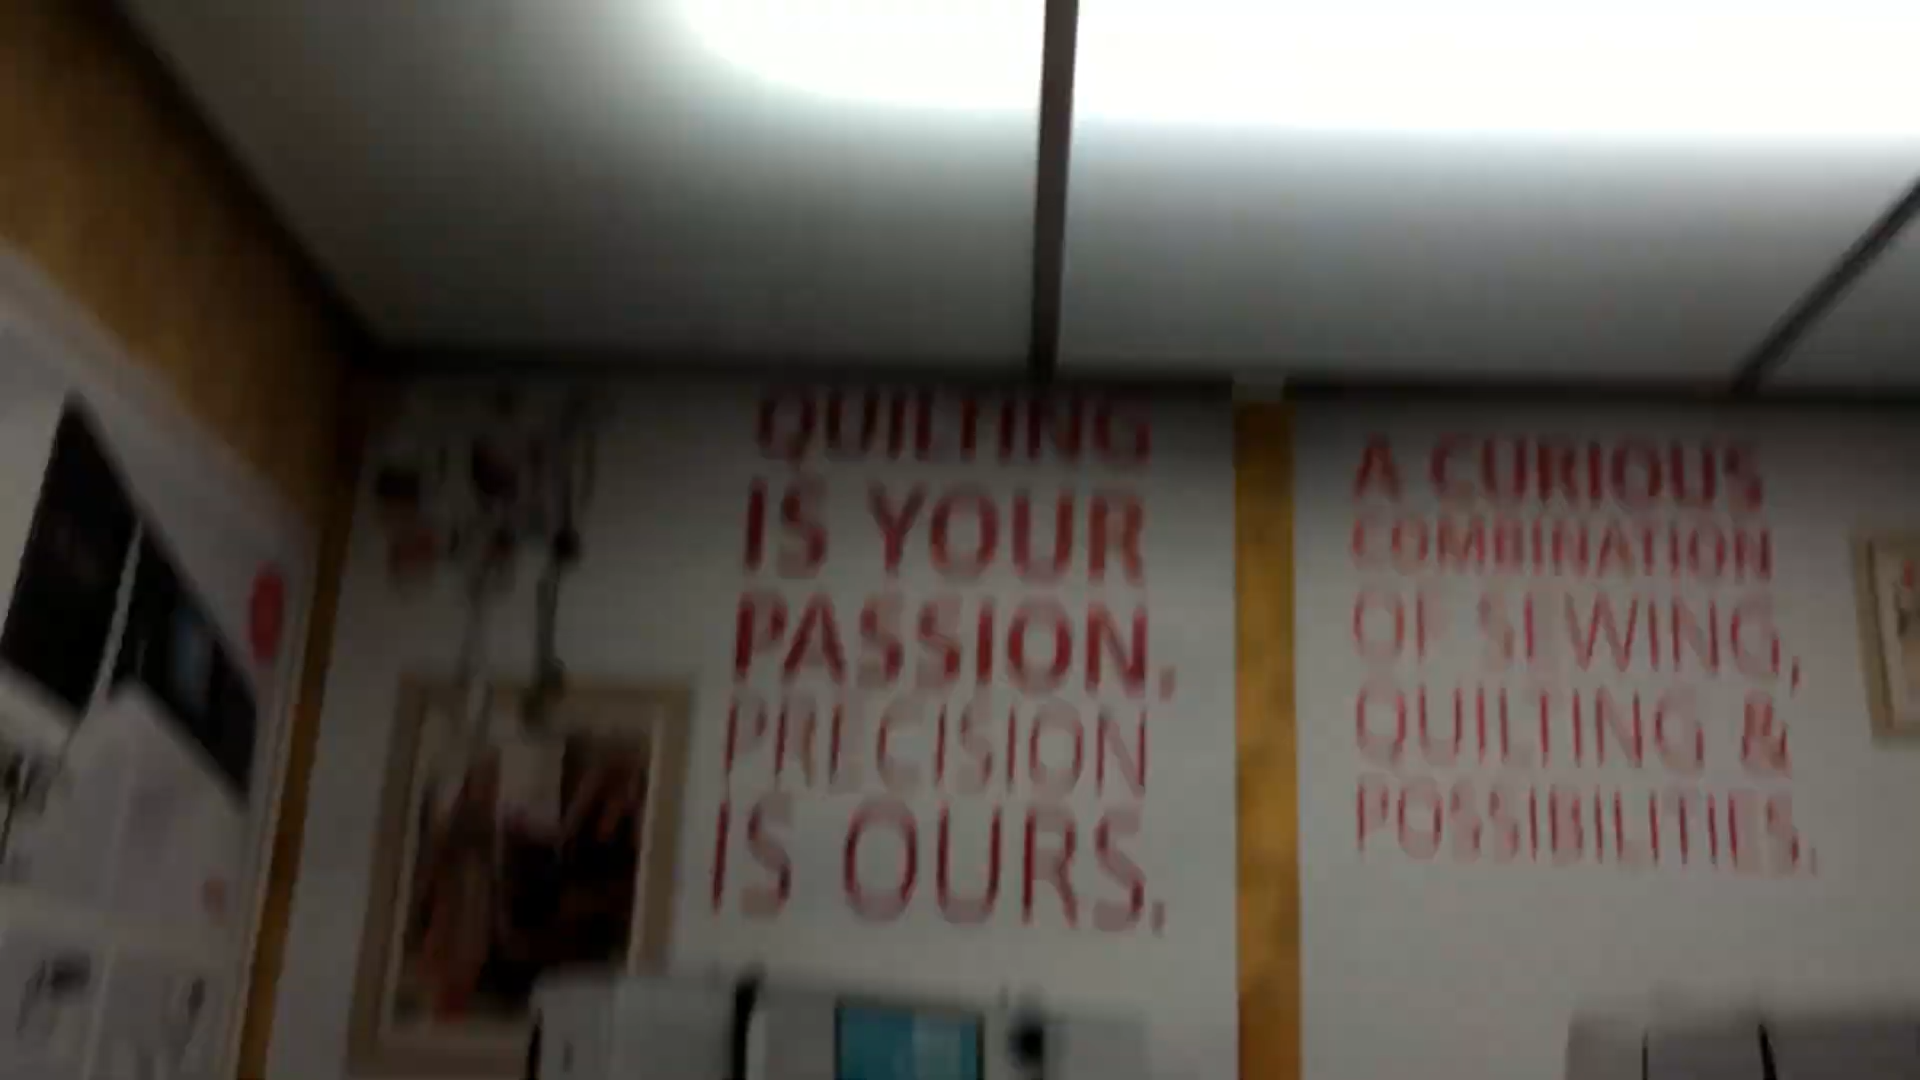 QUILTING
IS YOUR
PASSION.
PRECISION
IS OURS.
A CURIOUS
COMBINATION
OF SEWING,
QUILTING &
POSSIBILITIES.